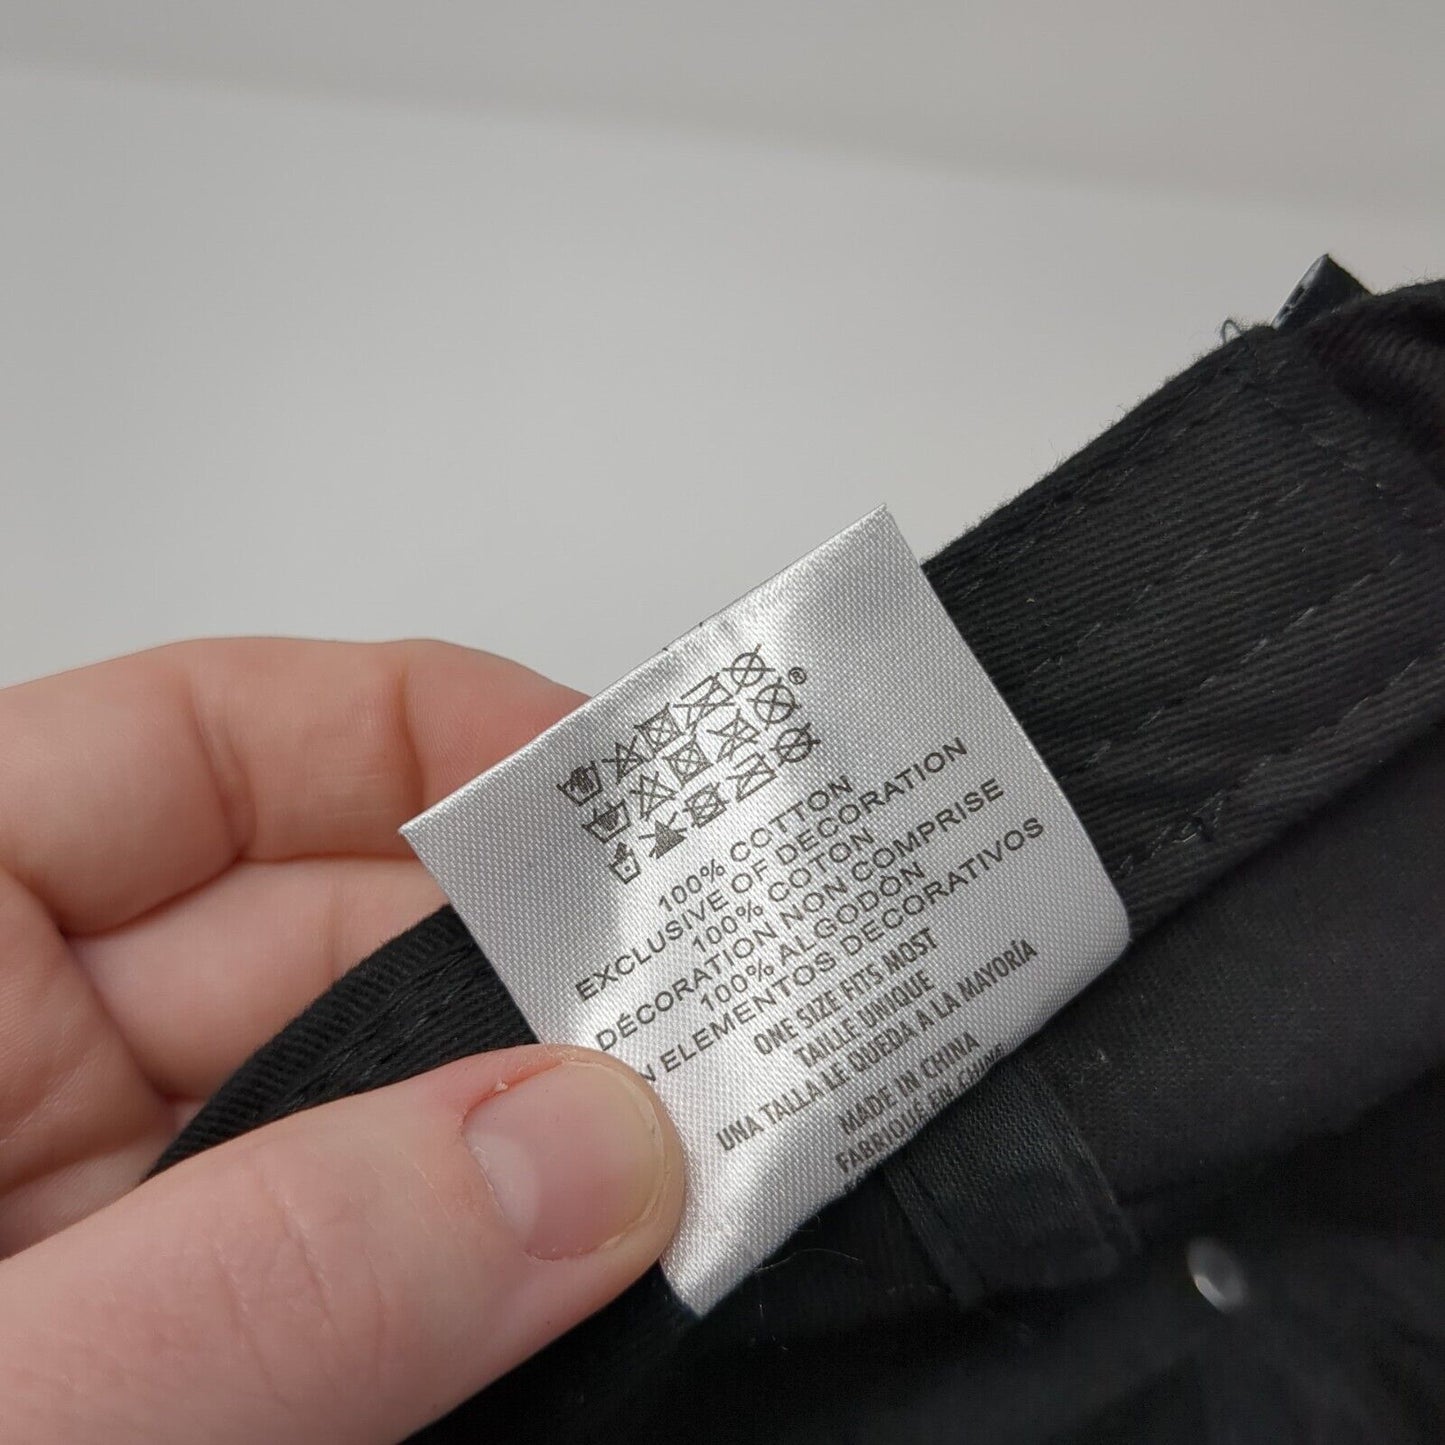 ®
100% COTTON
EXCLUSIVE OF DECORATION
100% COTON
DÉCORATION NON COMPRISE
100% ALGODÓN
ELEMENTOS DECORATIVOS
ONE SIZE FITS MOST
TAILLE UNIQUE
UNA TALLA LE QUEDA A LA MAYORÍA
MADE IN CHINA
FABRIQUÉ EN CHINE